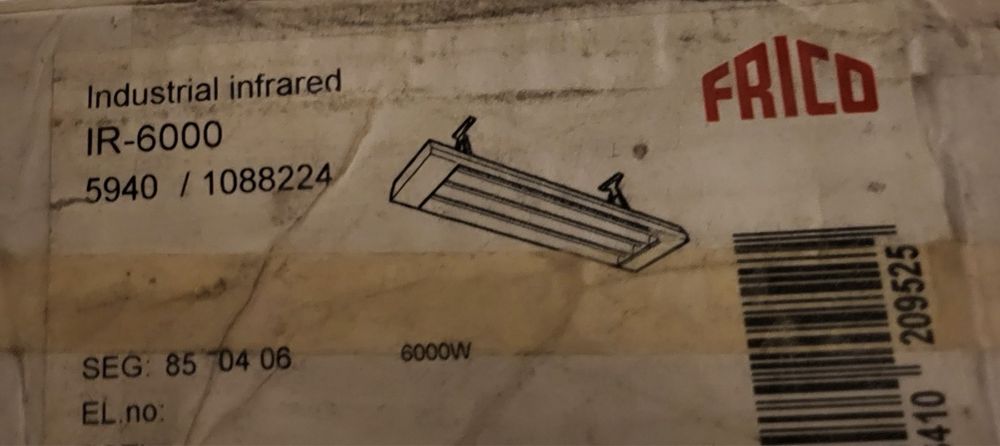 Industrial infrared
IR-6000
5940 / 1088224
FRICO
SEG: 85 04 06
6000W
EL.no:
410 209525